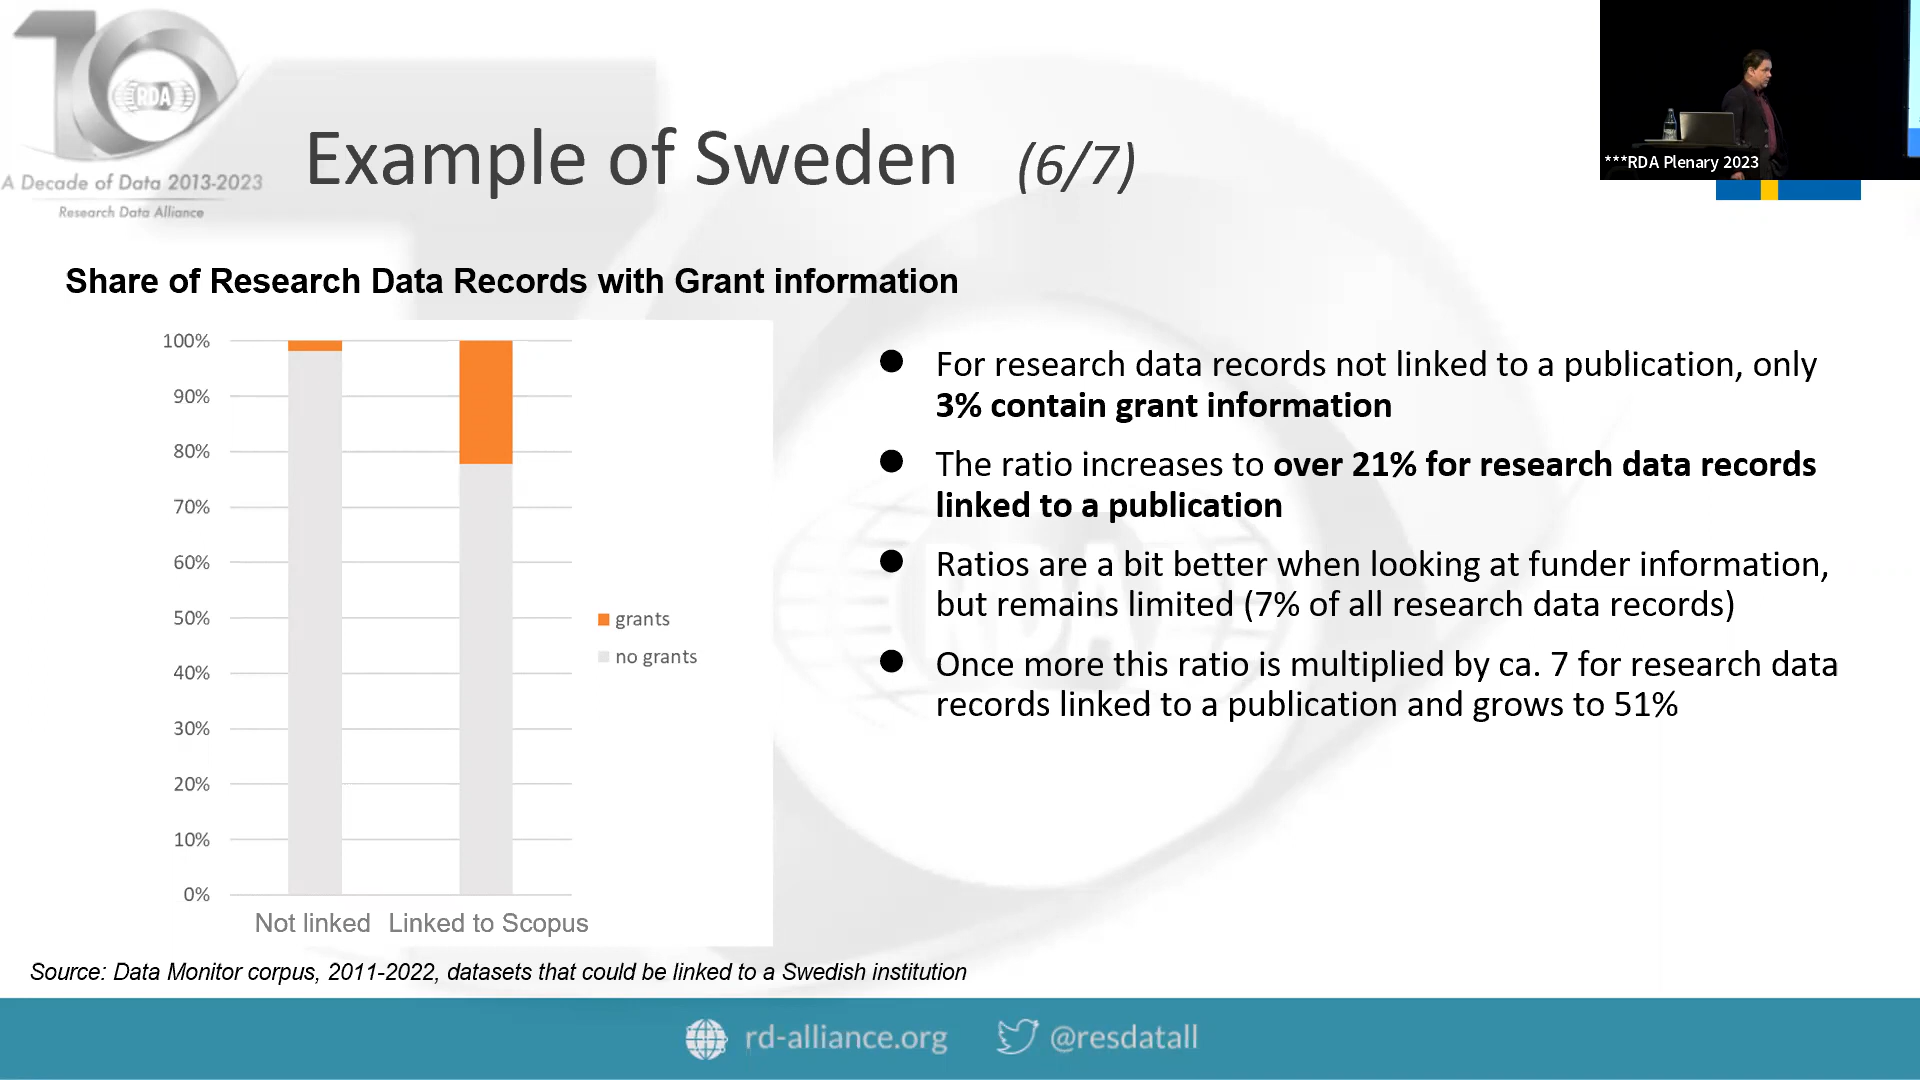 RDA
A Decade of Data 2013-2023
Research Data Alliance
Example of Sweden (6/7)
***RDA Plenary 2023
Share of Research Data Records with Grant information
100%
90%
80%
70%
60%
50%
40%
30%
20%
10%
0%
grants
no grants
Not linked
Linked to Scopus
● For research data records not linked to a publication, only
3% contain grant information
● The ratio increases to over 21% for research data records
linked to a publication
● Ratios are a bit better when looking at funder information,
but remains limited (7% of all research data records)
● Once more this ratio is multiplied by ca. 7 for research data
records linked to a publication and grows to 51%
Source: Data Monitor corpus, 2011-2022, datasets that could be linked to a Swedish institution
rd-alliance.org
@resdatall